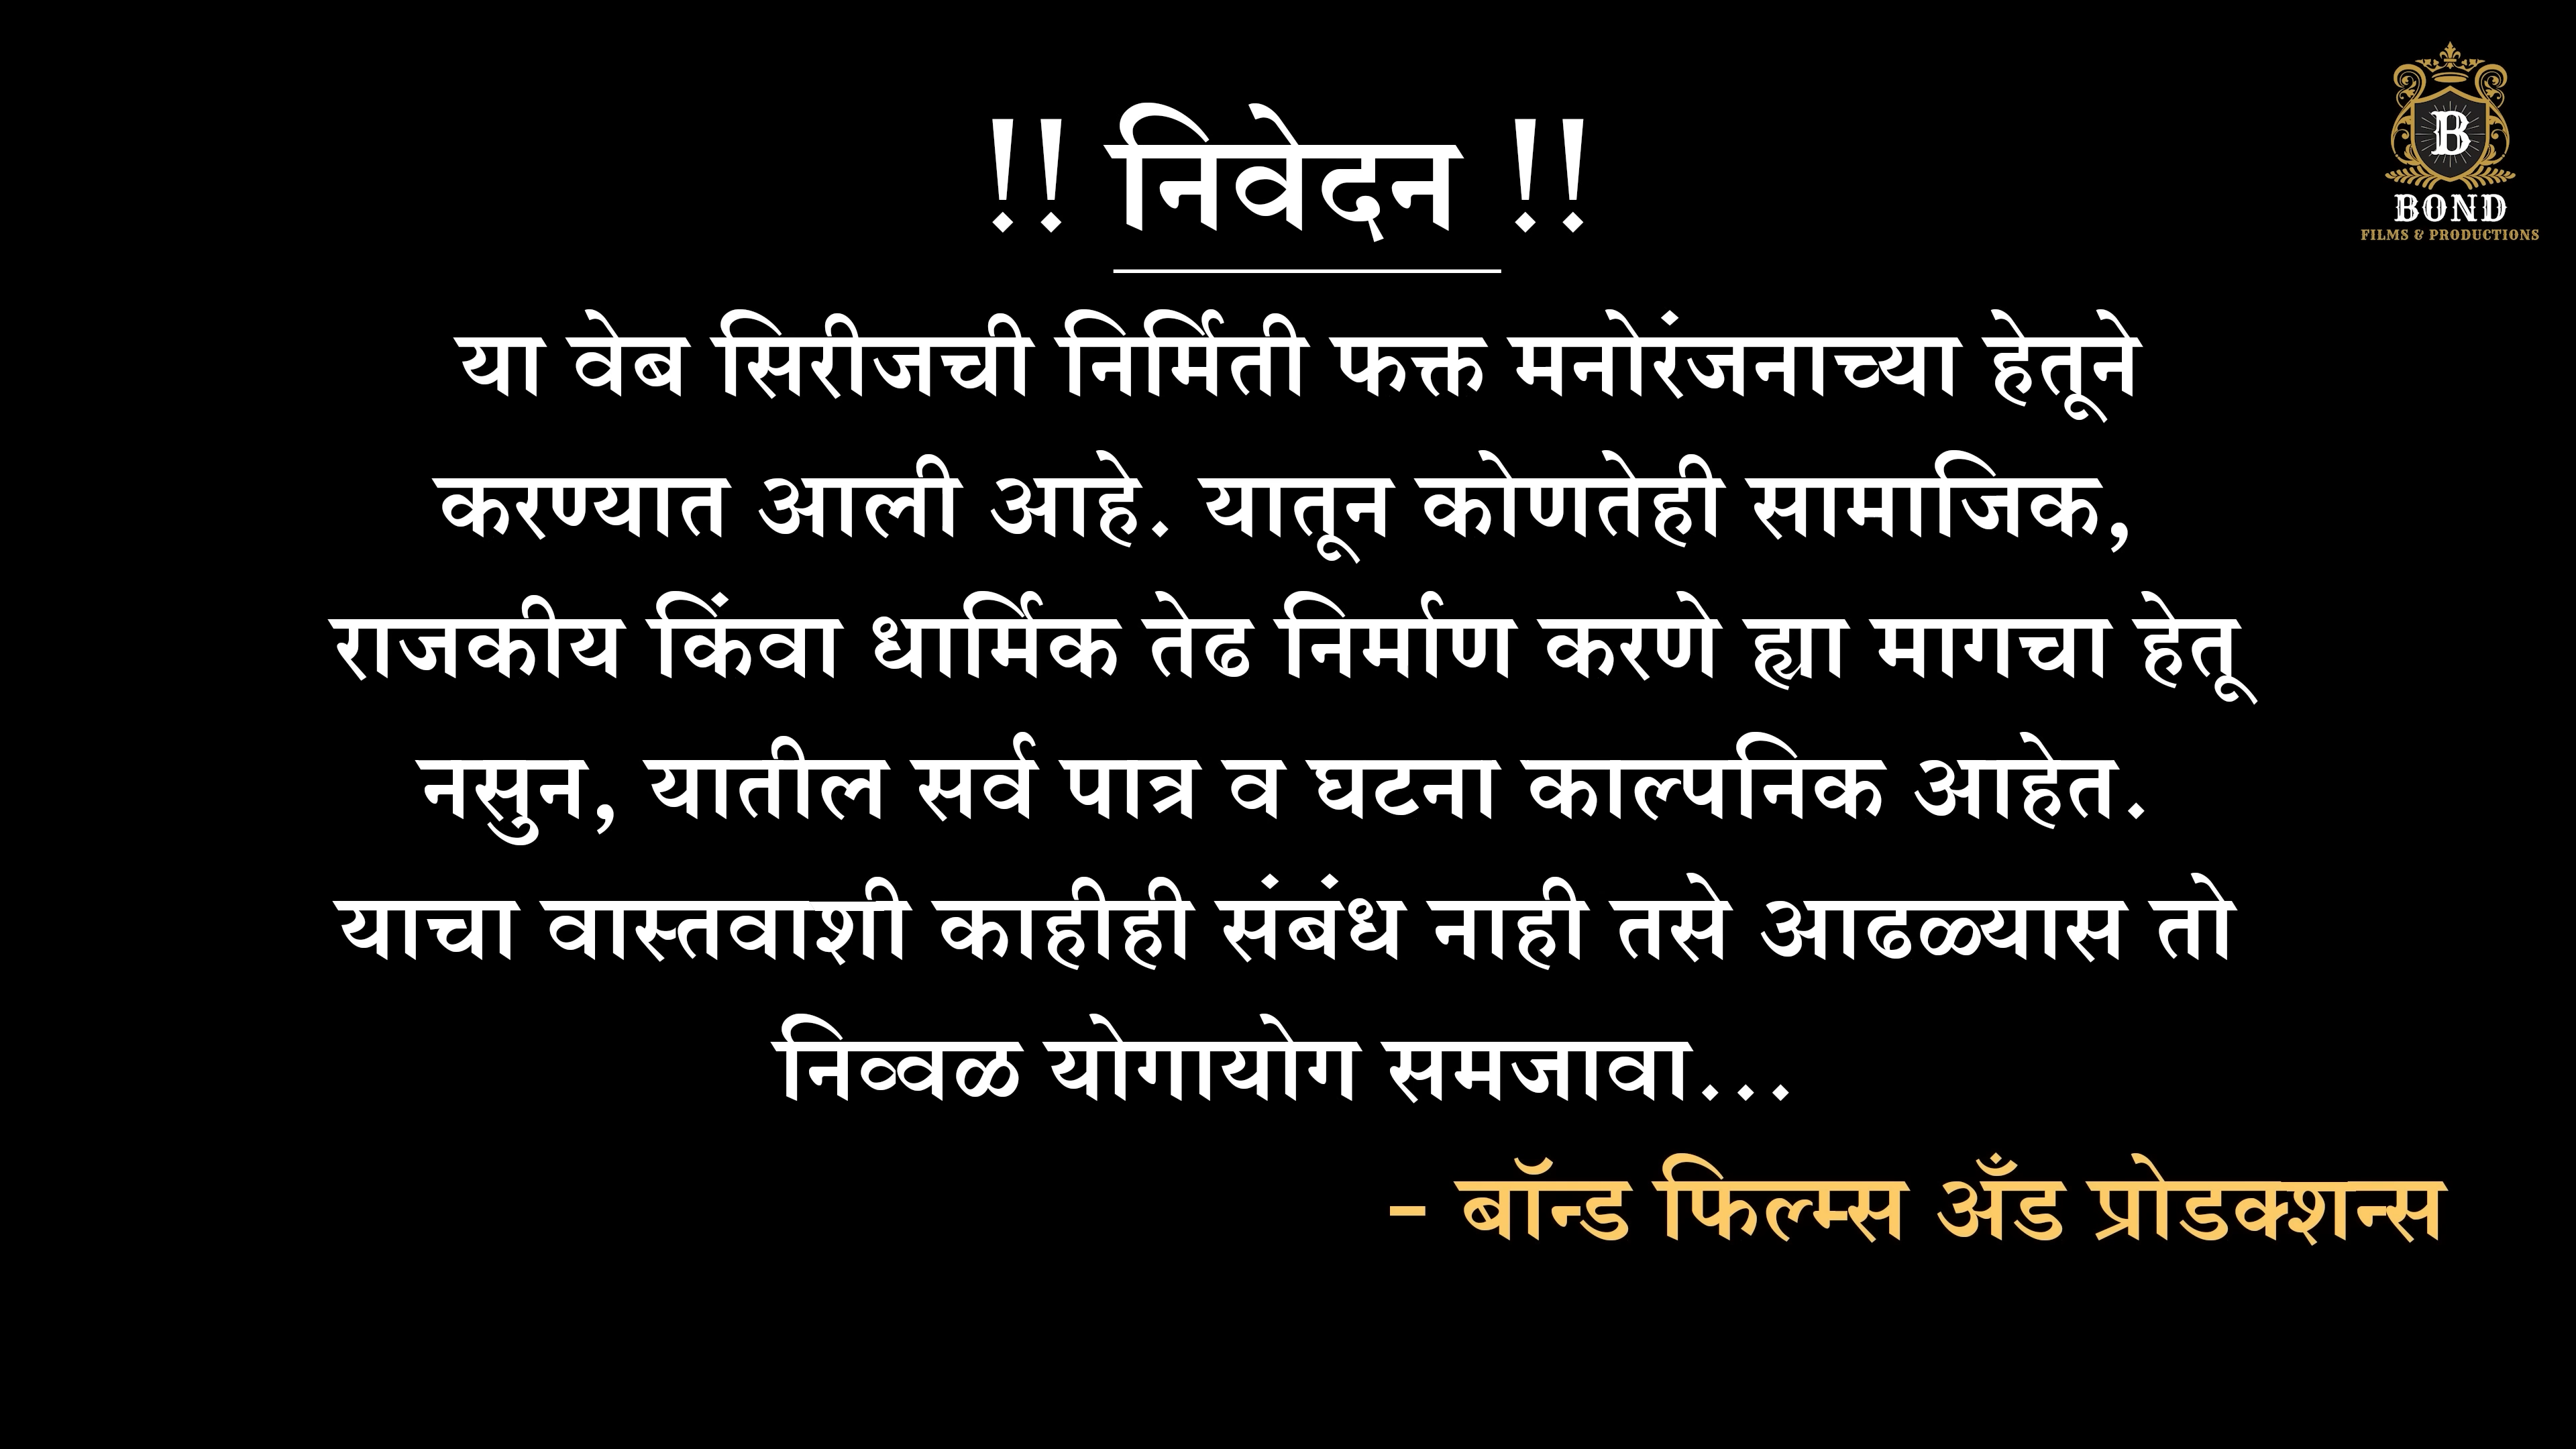 !! निवेदन !!
B
BOND
FILMS & PRODUCTIONS
या वेब सिरीजची निर्मिती फक्त मनोरंजनाच्या हेतूने
करण्यात आली आहे. यातून कोणतेही सामाजिक,
राजकीय किंवा धार्मिक तेढ निर्माण करणे ह्या मागचा हेतू
नसुन, यातील सर्व पात्र व घटना काल्पनिक आहेत.
याचा वास्तवाशी काहीही संबंध नाही तसे आढळ्यास तो
निव्वळ योगायोग समजावा...
- बॉन्ड फिल्म्स अँड प्रोडक्शन्स